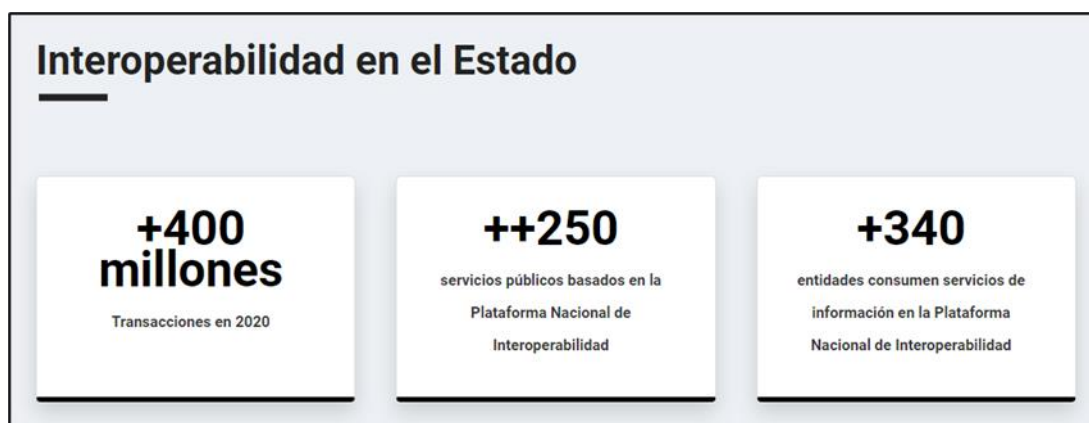 Interoperabilidad en el Estado
+400
millones
Transacciones en 2020
++250
servicios públicos basados en la
Plataforma Nacional de
Interoperabilidad
+340
entidades consumen servicios de
información en la Plataforma
Nacional de Interoperabilidad